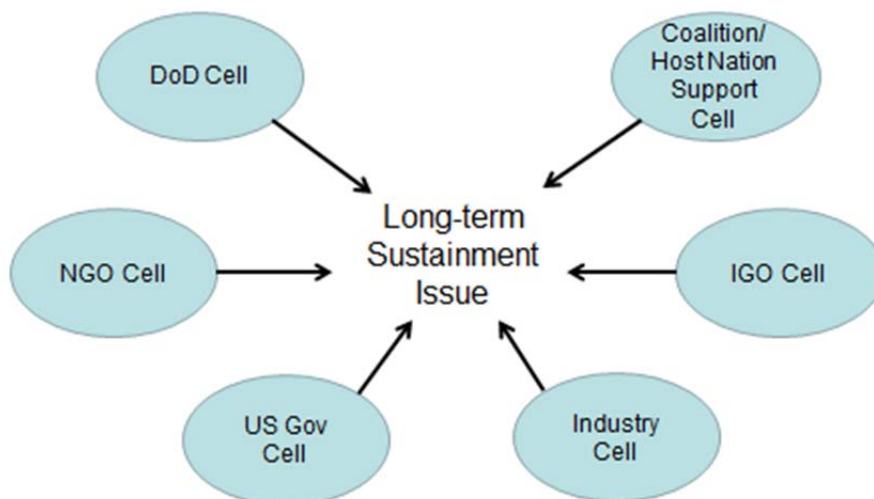 DoD Cell
Coalition/
Host Nation
Support
Cell
Long-term
Sustainment
Issue
NGO Cell
IGO Cell
US Gov
Cell
Industry
Cell